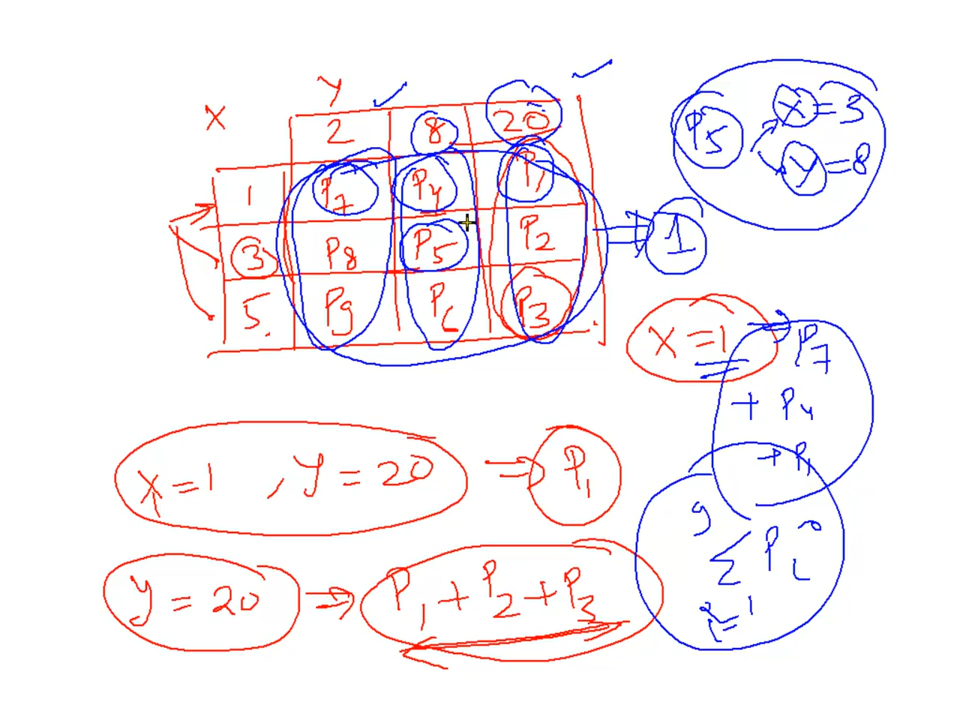 Y
X
2 8 20
1 P7 P4 P1
3 P8 P5 P2
5. P9 P6 P3
1
P5 x = 3
y = 8
x = 1 ⇒ P7
+ P4
+ P1
x = 1 , y = 20 ⇒ P1
y = 20 ⇒ P1 + P2 + P3
9
Σ Pi
i = 1